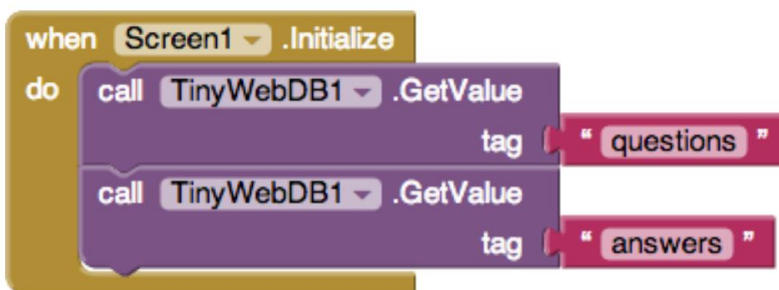 when Screen1 .Initialize
do call TinyWebDB1 .GetValue
tag " questions "
call TinyWebDB1 .GetValue
tag " answers "